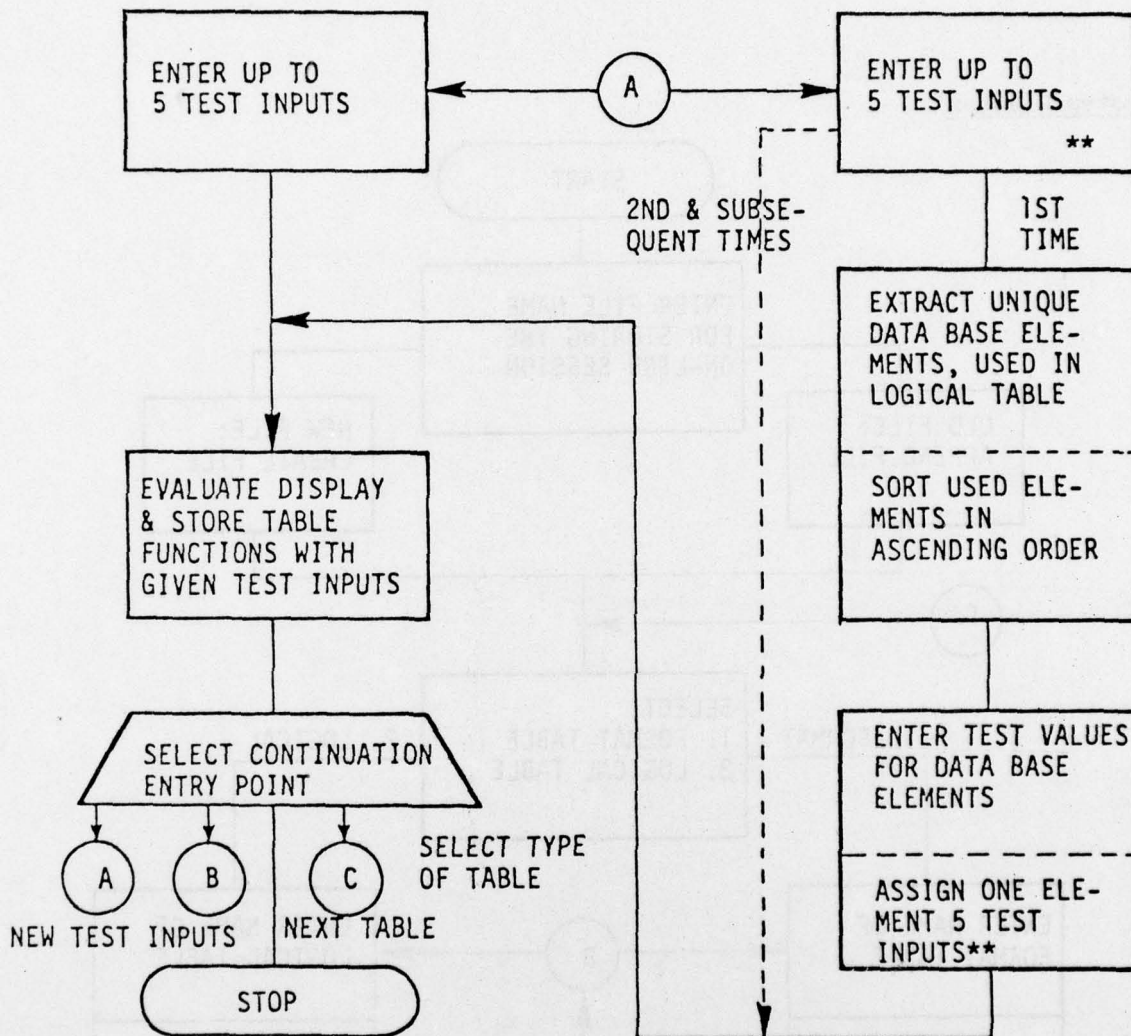 ENTER UP TO
5 TEST INPUTS
A
ENTER UP TO
5 TEST INPUTS
**
2ND & SUBSE-
QUENT TIMES
1ST
TIME
EXTRACT UNIQUE
DATA BASE ELE-
MENTS, USED IN
LOGICAL TABLE
SORT USED ELE-
MENTS IN
ASCENDING ORDER
EVALUATE DISPLAY
& STORE TABLE
FUNCTIONS WITH
GIVEN TEST INPUTS
SELECT CONTINUATION
ENTRY POINT
A
B
C
SELECT TYPE
OF TABLE
NEW TEST INPUTS
NEXT TABLE
STOP
ENTER TEST VALUES
FOR DATA BASE
ELEMENTS
ASSIGN ONE ELE-
MENT 5 TEST
INPUTS**